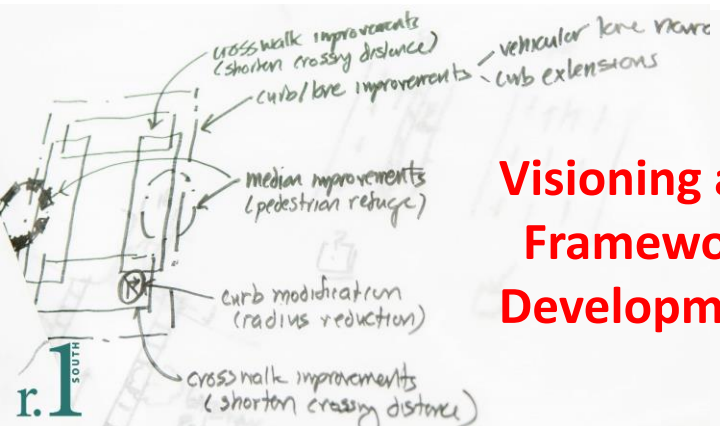 crosswalk improvements
(shorten crossing distance)
curb/lane improvements
vehicular lane
curb extensions
median improvements
(pedestrian refuge)
Visioning a
Framewo
Developm
curb modification
(radius reduction)
crosswalk improvements
(shorten crossing distance)
r.1
SOUTH
R